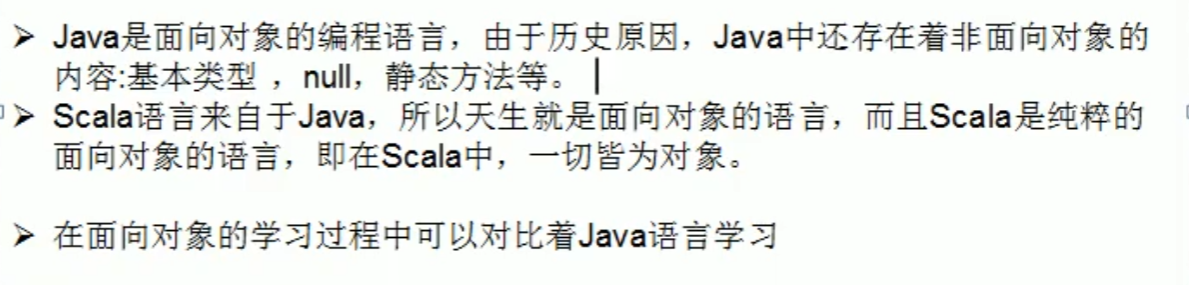 ➢ Java是面向对象的编程语言，由于历史原因，Java中还存在着非面向对象的
内容:基本类型 ，null，静态方法等。
➢ Scala语言来自于Java，所以天生就是面向对象的语言，而且Scala是纯粹的
面向对象的语言，即在Scala中，一切皆为对象。
➢ 在面向对象的学习过程中可以对比着Java语言学习